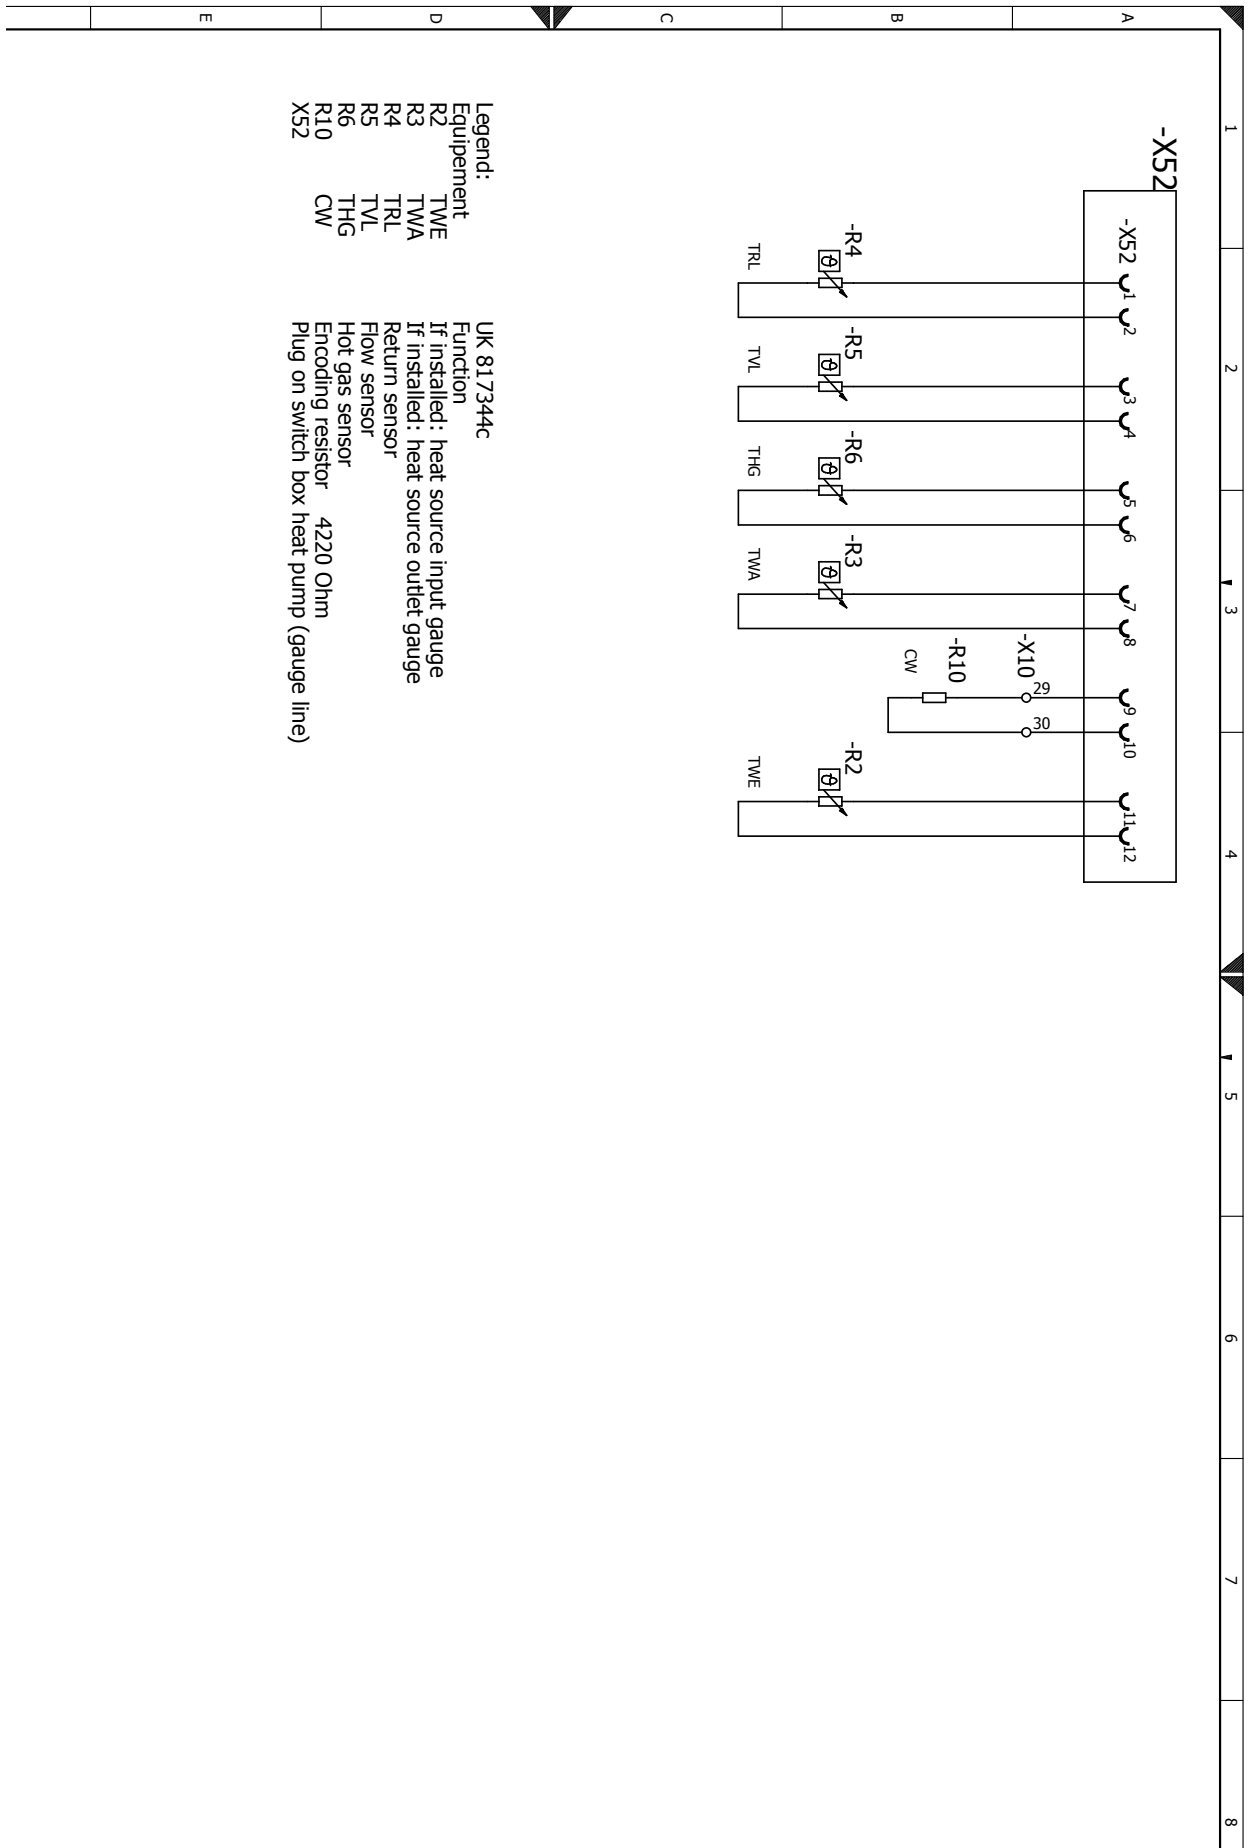 1
2
3
4
5
6
7
8
A
B
C
D
E
-X52
-X52
1
2
3
4
5
6
7
8
9
10
11
12
-X10
29
30
-R4
-R5
-R6
-R3
-R10
-R2
TRL
TVL
THG
TWA
CW
TWE
Legend: UK 817344c
Equipement Function
R2 TWE If installed: heat source input gauge
R3 TWA If installed: heat source outlet gauge
R4 TRL Return sensor
R5 TVL Flow sensor
R6 THG Hot gas sensor
R10 CW Encoding resistor 4220 Ohm
X52 Plug on switch box heat pump (gauge line)